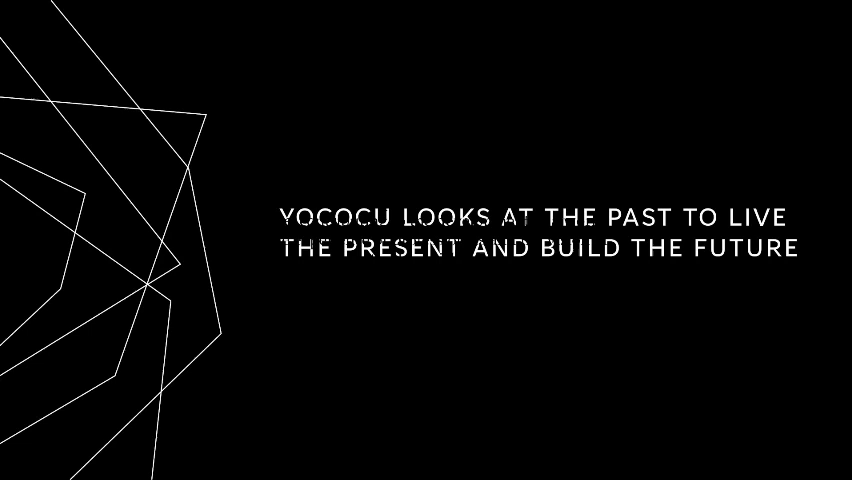 YOCOCU LOOKS AT THE PAST TO LIVE
THE PRESENT AND BUILD THE FUTURE